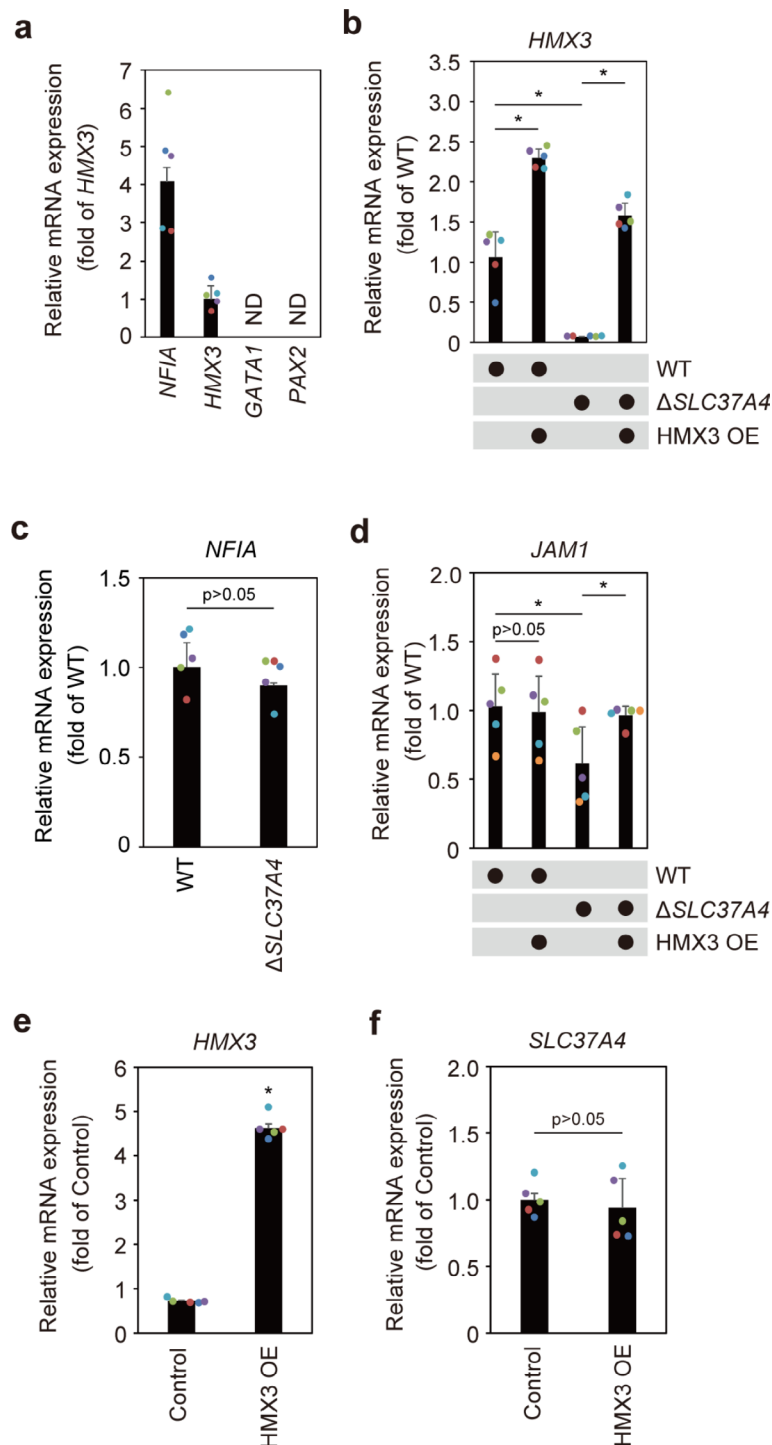 a
Relative mRNA expression
(fold of HMX3)
7
6
5
4
3
2
1
0
ND
ND
NFIA
HMX3
GATA1
PAX2
b
HMX3
Relative mRNA expression
(fold of WT)
3.5
3.0
2.5
2.0
1.5
1.0
0.5
0
*
*
*
WT
ΔSLC37A4
HMX3 OE
c
NFIA
Relative mRNA expression
(fold of WT)
1.5
1.0
0.5
0
p>0.05
WT
ΔSLC37A4
d
JAM1
Relative mRNA expression
(fold of WT)
2.0
1.5
1.0
0.5
0
*
*
p>0.05
WT
ΔSLC37A4
HMX3 OE
e
HMX3
Relative mRNA expression
(fold of Control)
6
5
4
3
2
1
0
*
Control
HMX3 OE
f
SLC37A4
Relative mRNA expression
(fold of Control)
2.0
1.5
1.0
0.5
0
p>0.05
Control
HMX3 OE